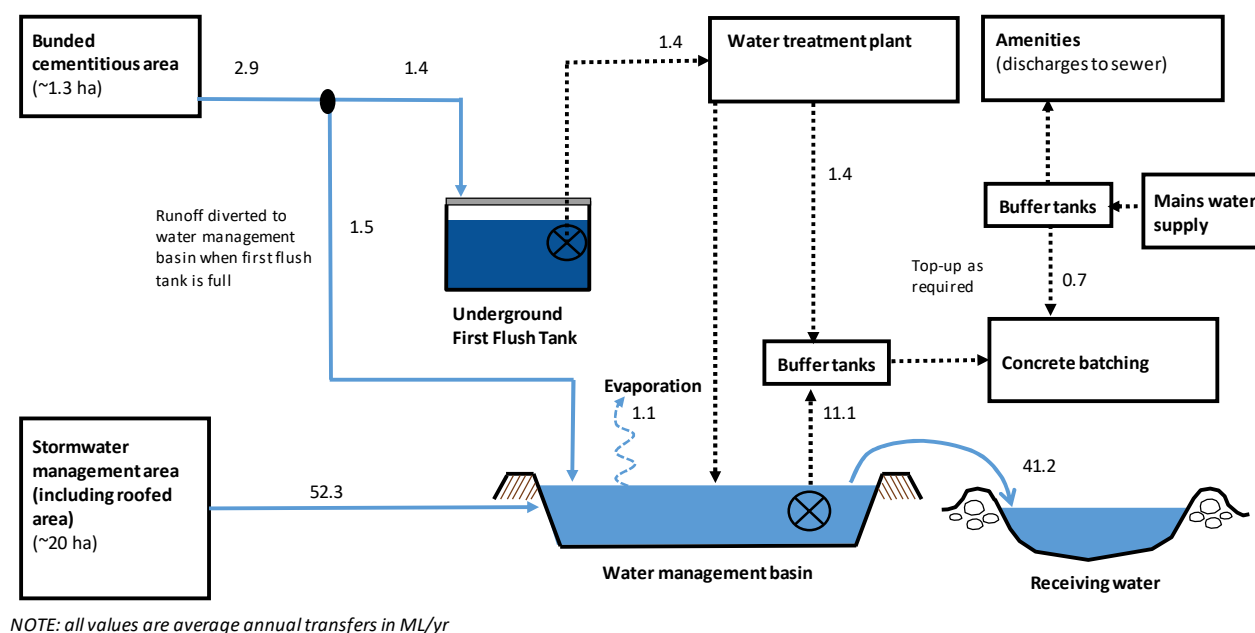 Bunded
cementitious area
(~1.3 ha)
2.9
1.4
1.4
Water treatment plant
Amenities
(discharges to sewer)
Runoff diverted to
water management
basin when first flush
tank is full
1.5
1.4
Buffer tanks
Mains water
supply
Underground
First Flush Tank
Top-up as
required
0.7
Buffer tanks
Concrete batching
Evaporation
1.1
11.1
Stormwater
management area
(including roofed
area)
(~20 ha)
52.3
41.2
Water management basin
Receiving water
NOTE: all values are average annual transfers in ML/yr